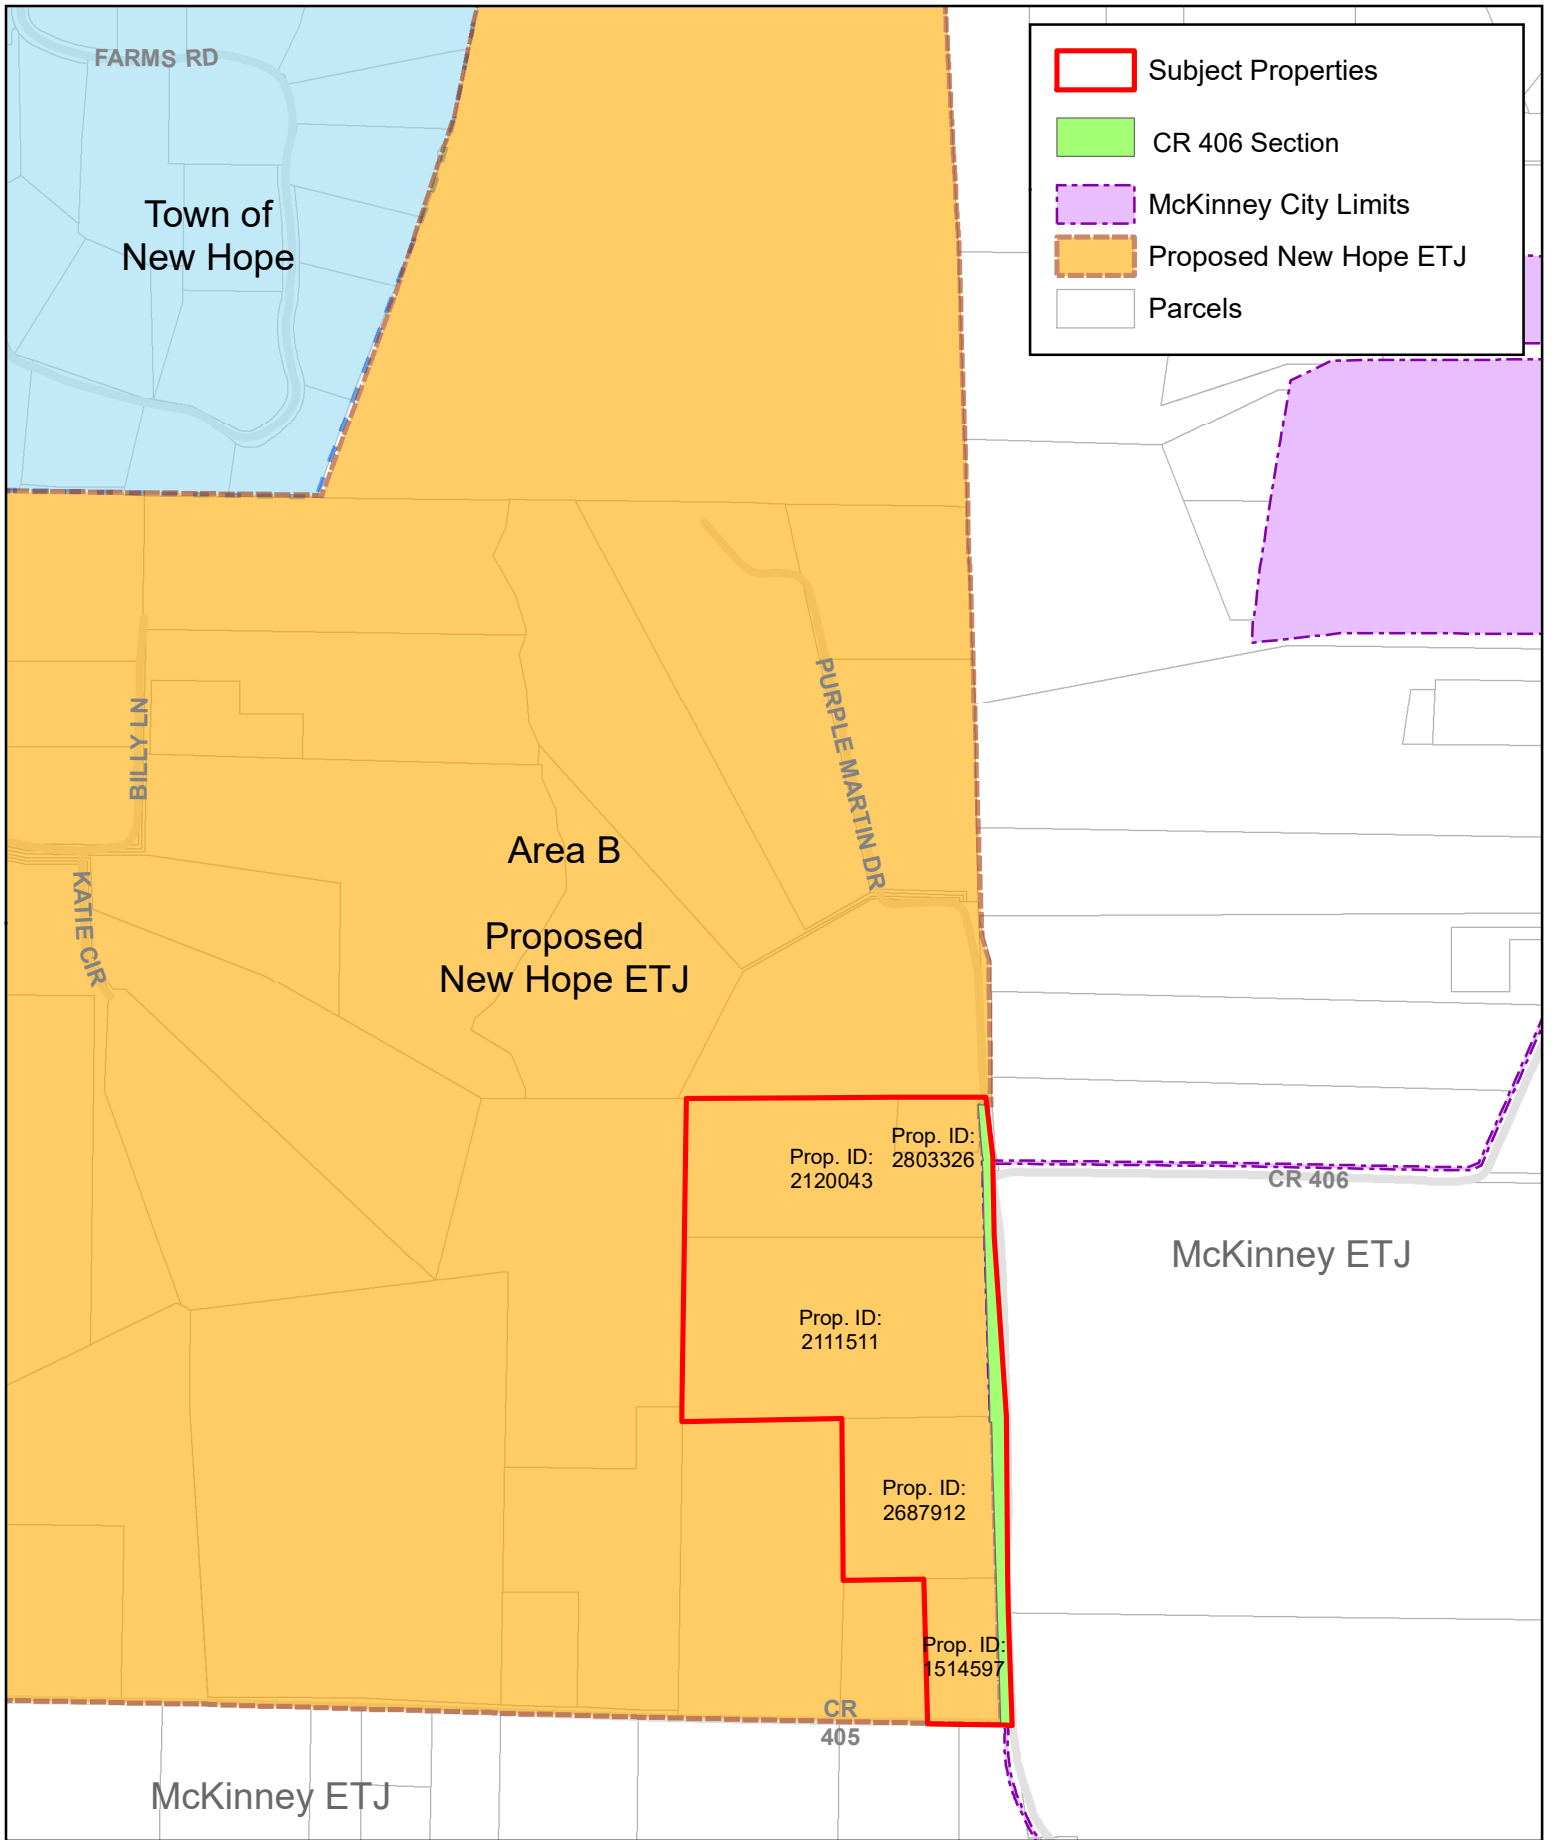 FARMS RD
Town of
New Hope
Subject Properties
CR 406 Section
McKinney City Limits
Proposed New Hope ETJ
Parcels
BILLY LN
PURPLE MARTIN DR
KATIE CIR
Area B
Proposed
New Hope ETJ
Prop. ID:
2803326
Prop. ID:
2120043
CR 406
McKinney ETJ
Prop. ID:
2111511
Prop. ID:
2687912
Prop. ID:
1514597
CR
405
McKinney ETJ